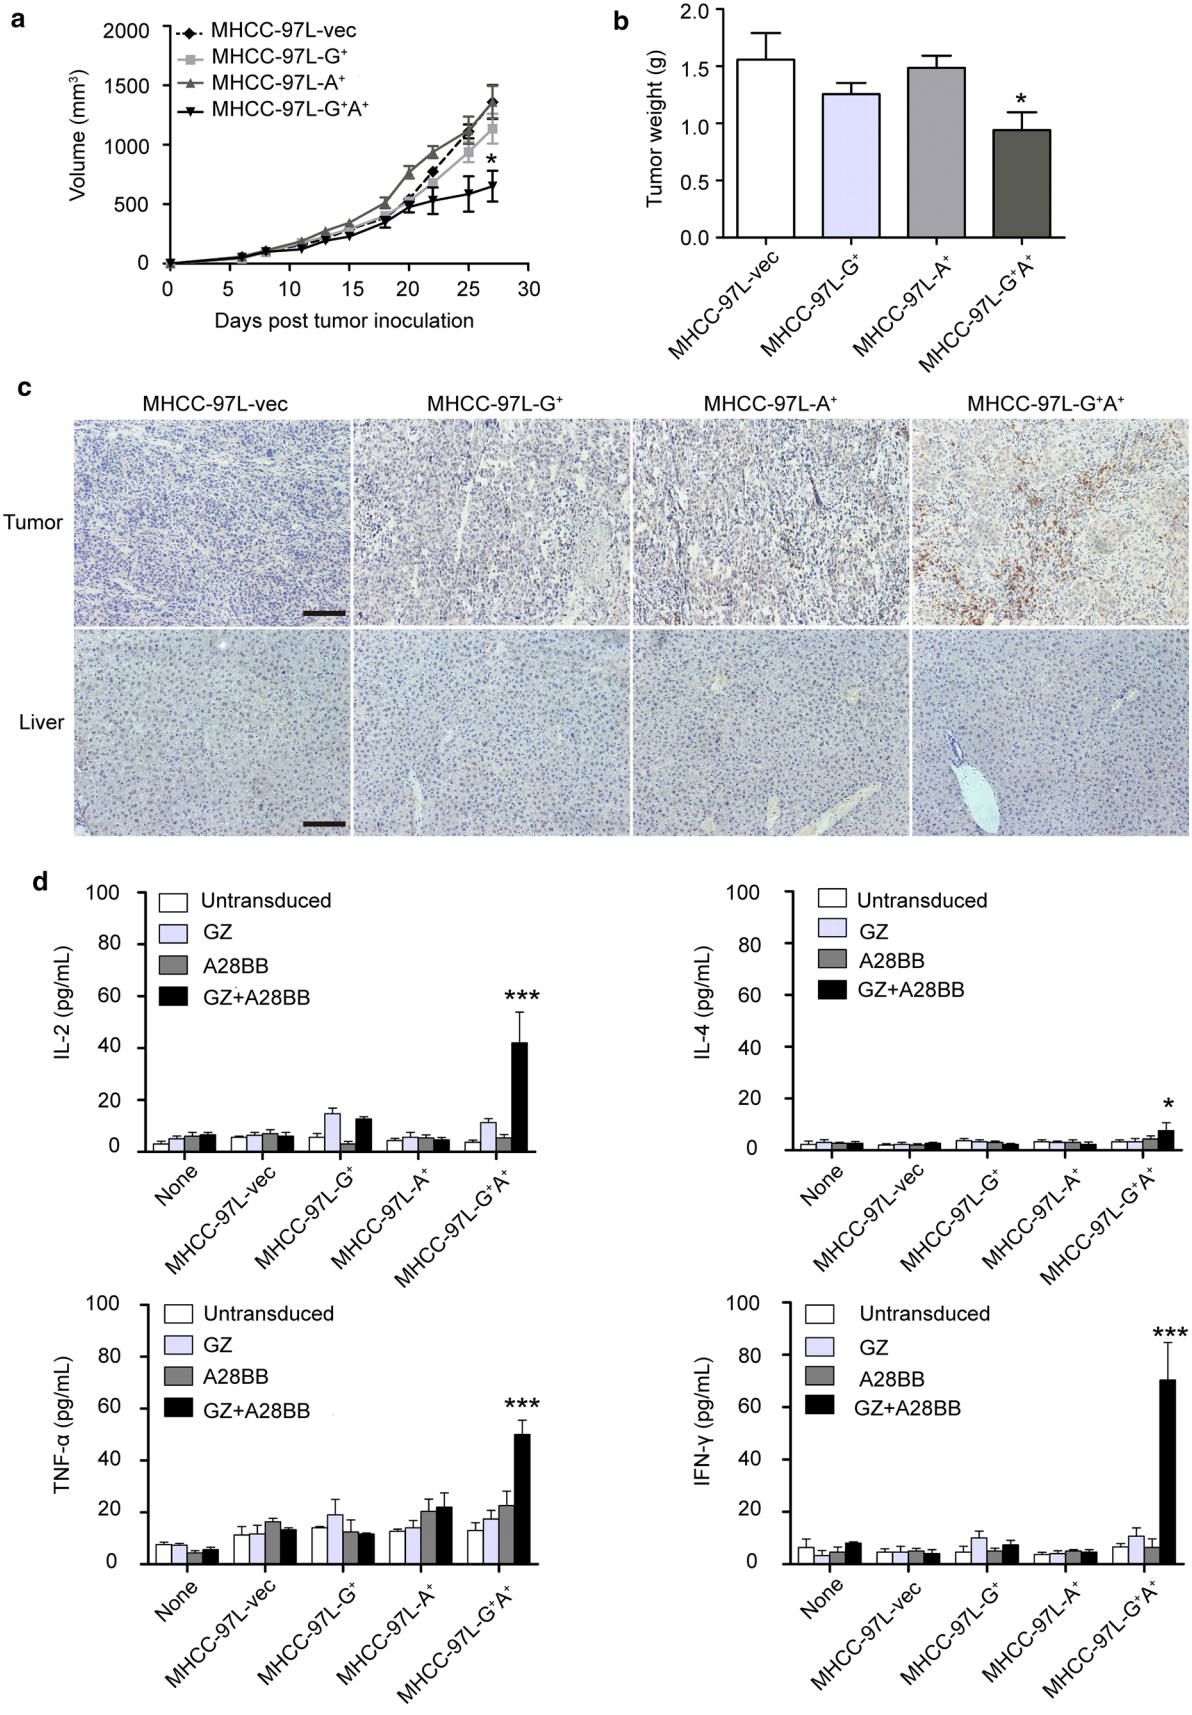 a
2000
1500
1000
500
0
Volume (mm³)
MHCC-97L-vec
MHCC-97L-G⁺
MHCC-97L-A⁺
MHCC-97L-G⁺A⁺
*
0 5 10 15 20 25 30
Days post tumor inoculation
b
2.0
1.5
1.0
0.5
0.0
Tumor weight (g)
*
MHCC-97L-vec
MHCC-97L-G⁺
MHCC-97L-A⁺
MHCC-97L-G⁺A⁺
c
MHCC-97L-vec MHCC-97L-G⁺ MHCC-97L-A⁺ MHCC-97L-G⁺A⁺
Tumor
Liver
d
100
80
60
40
20
0
IL-2 (pg/mL)
Untransduced
GZ
A28BB
GZ+A28BB
***
None
MHCC-97L-vec
MHCC-97L-G⁺
MHCC-97L-A⁺
MHCC-97L-G⁺A⁺
100
80
60
40
20
0
IL-4 (pg/mL)
Untransduced
GZ
A28BB
GZ+A28BB
*
None
MHCC-97L-vec
MHCC-97L-G⁺
MHCC-97L-A⁺
MHCC-97L-G⁺A⁺
100
80
60
40
20
0
TNF-α (pg/mL)
Untransduced
GZ
A28BB
GZ+A28BB
***
None
MHCC-97L-vec
MHCC-97L-G⁺
MHCC-97L-A⁺
MHCC-97L-G⁺A⁺
100
80
60
40
20
0
IFN-γ (pg/mL)
Untransduced
GZ
A28BB
GZ+A28BB
***
None
MHCC-97L-vec
MHCC-97L-G⁺
MHCC-97L-A⁺
MHCC-97L-G⁺A⁺